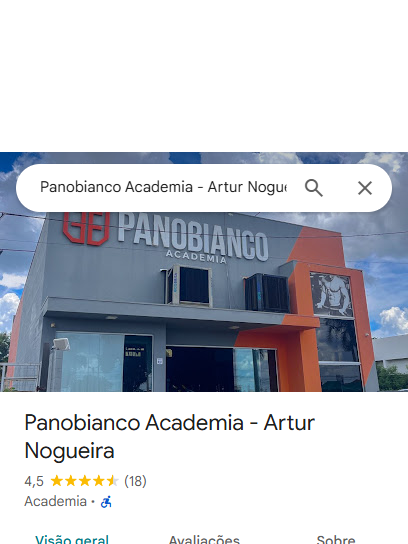 Panobianco Academia - Artur Nogue
PANOBIANCO
ACADEMIA
Panobianco Academia - Artur
Nogueira
4,5 (18)
Academia ·
Visão geral Avaliações Sobre